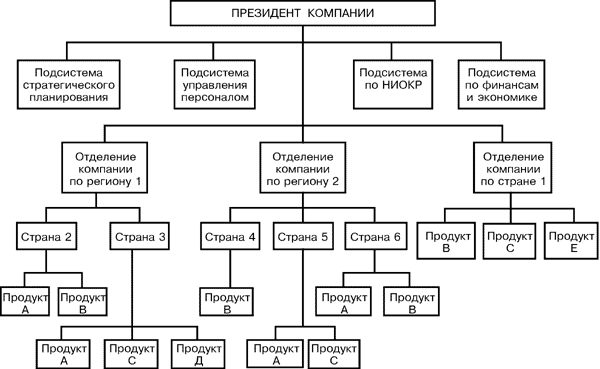 ПРЕЗИДЕНТ КОМПАНИИ
Подсистема
стратегического
планирования
Подсистема
управления
персоналом
Подсистема
по НИОКР
Подсистема
по финансам
и экономике
Отделение
компании
по региону 1
Отделение
компании
по региону 2
Отделение
компании
по стране 1
Страна 2
Страна 3
Страна 4
Страна 5
Страна 6
Продукт
В
Продукт
С
Продукт
Е
Продукт
А
Продукт
В
Продукт
В
Продукт
А
Продукт
В
Продукт
А
Продукт
С
Продукт
Д
Продукт
А
Продукт
С